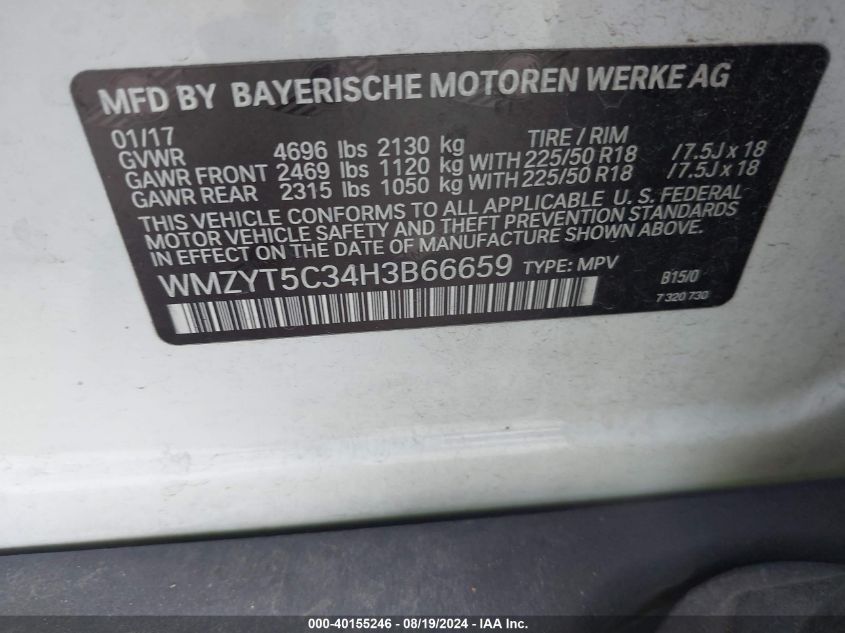 MFD BY BAYERISCHE MOTOREN WERKE AG
01/17 TIRE / RIM
GVWR 4696 lbs 2130 kg
GAWR FRONT 2469 lbs 1120 kg WITH 225/50 R18 / 7.5J x 18
GAWR REAR 2315 lbs 1050 kg WITH 225/50 R18 / 7.5J x 18
THIS VEHICLE CONFORMS TO ALL APPLICABLE U. S. FEDERAL
MOTOR VEHICLE SAFETY AND THEFT PREVENTION STANDARDS
IN EFFECT ON THE DATE OF MANUFACTURE SHOWN ABOVE.
WMZYT5C34H3B66659 TYPE: MPV B15/0
7 320 730
000-40155246 - 08/19/2024 - IAAI.com